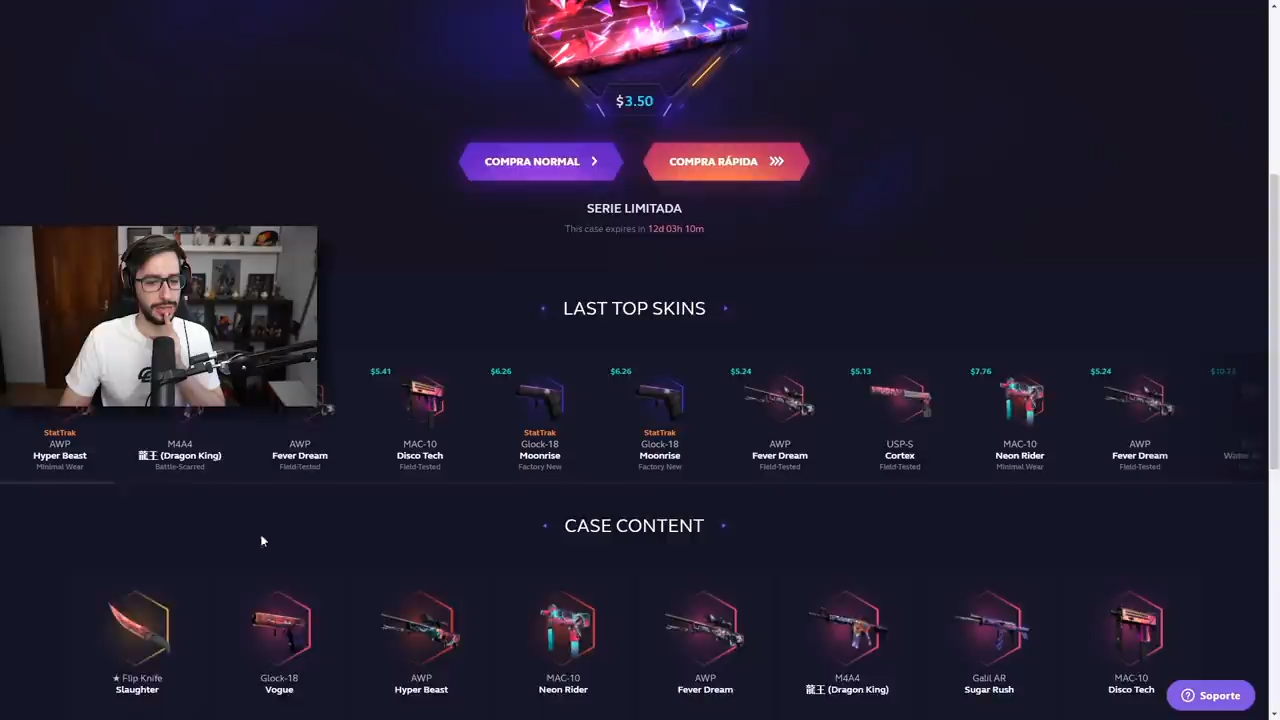 $3.50
COMPRA NORMAL
COMPRA RÁPIDA
SERIE LIMITADA
This case expires in 12d 03h 10m
LAST TOP SKINS
$5.41
$6.26
$6.26
$5.24
$5.13
$7.76
$5.24
StatTrak
AWP
Hyper Beast
Minimal Wear
M4A4
龍王 (Dragon King)
Battle-Scarred
AWP
Fever Dream
Field-Tested
MAC-10
Disco Tech
Field-Tested
StatTrak
Glock-18
Moonrise
Factory New
StatTrak
Glock-18
Moonrise
Factory New
AWP
Fever Dream
Field-Tested
USP-S
Cortex
Field-Tested
MAC-10
Neon Rider
Minimal Wear
AWP
Fever Dream
Field-Tested
CASE CONTENT
★ Flip Knife
Slaughter
Glock-18
Vogue
AWP
Hyper Beast
MAC-10
Neon Rider
AWP
Fever Dream
M4A4
龍王 (Dragon King)
Galil AR
Sugar Rush
MAC-10
Disco Tech
Soporte